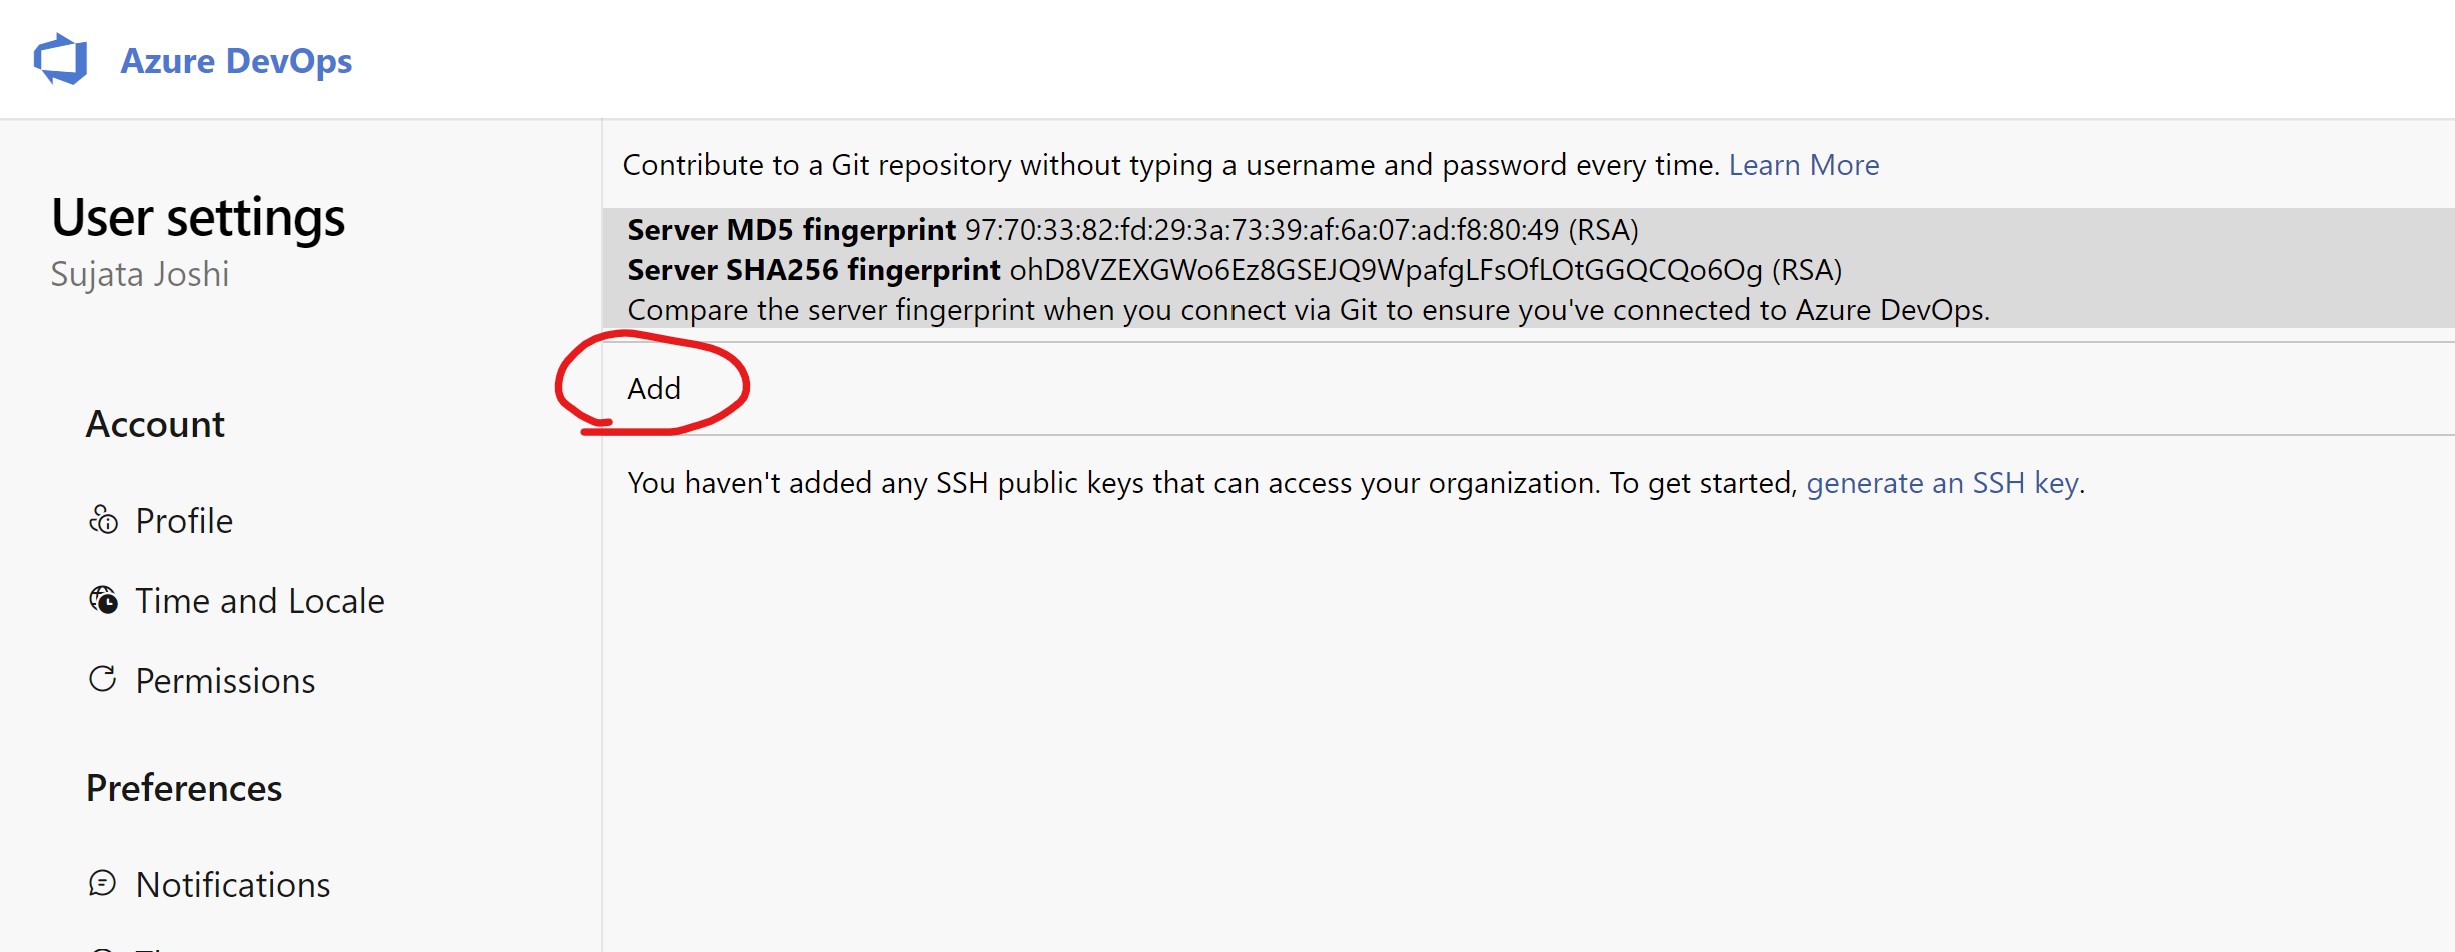 Azure DevOps
User settings
Sujata Joshi
Account
Profile
Time and Locale
Permissions
Preferences
Notifications
Contribute to a Git repository without typing a username and password every time. Learn More
Server MD5 fingerprint 97:70:33:82:fd:29:3a:73:39:af:6a:07:ad:f8:80:49 (RSA)
Server SHA256 fingerprint ohD8VZEXGWo6Ez8GSEJQ9WpafgLFsOfLOtGGQCQo6Og (RSA)
Compare the server fingerprint when you connect via Git to ensure you've connected to Azure DevOps.
Add
You haven't added any SSH public keys that can access your organization. To get started, generate an SSH key.